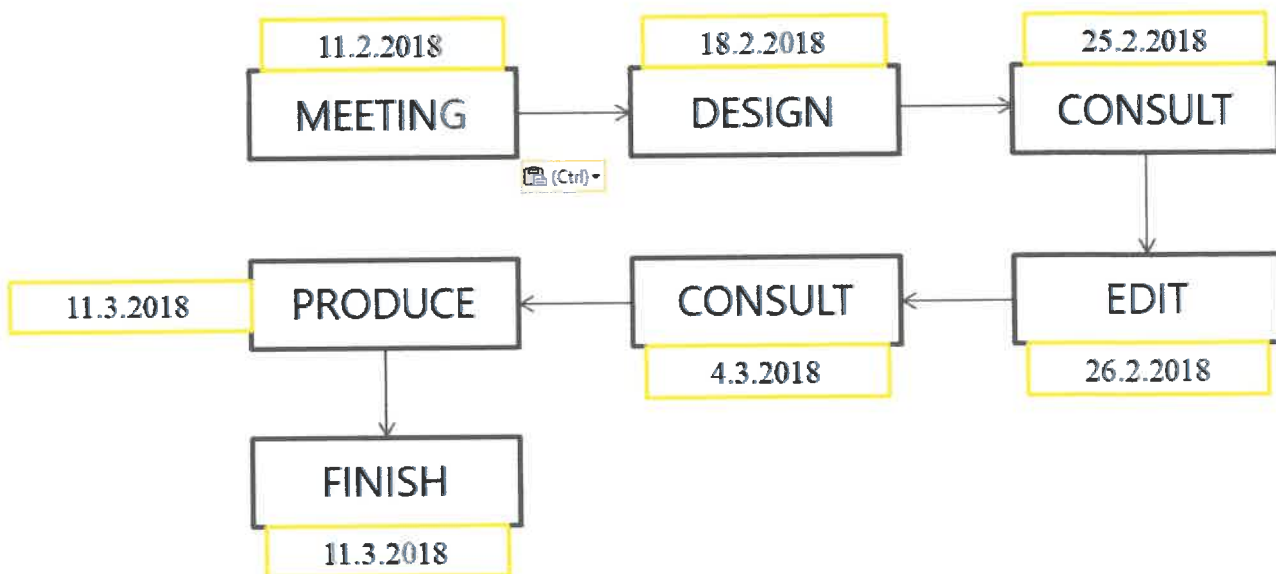 11.2.2018
18.2.2018
25.2.2018
MEETING
DESIGN
CONSULT
(Ctrl)
11.3.2018
PRODUCE
CONSULT
EDIT
4.3.2018
26.2.2018
FINISH
11.3.2018